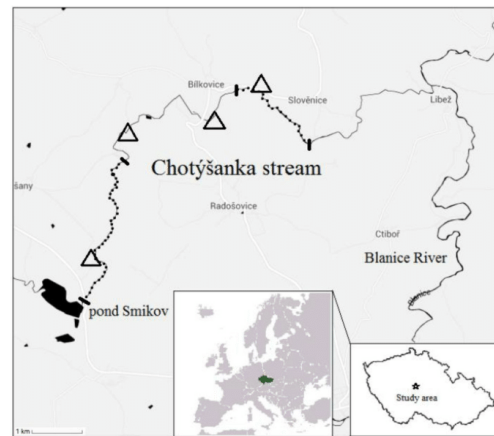 Bílkovice
Slověnice
Libež
Chotýšanka stream
šany
Radošovice
Ctiboř
Blanice River
pond Smikov
Study area
1 km